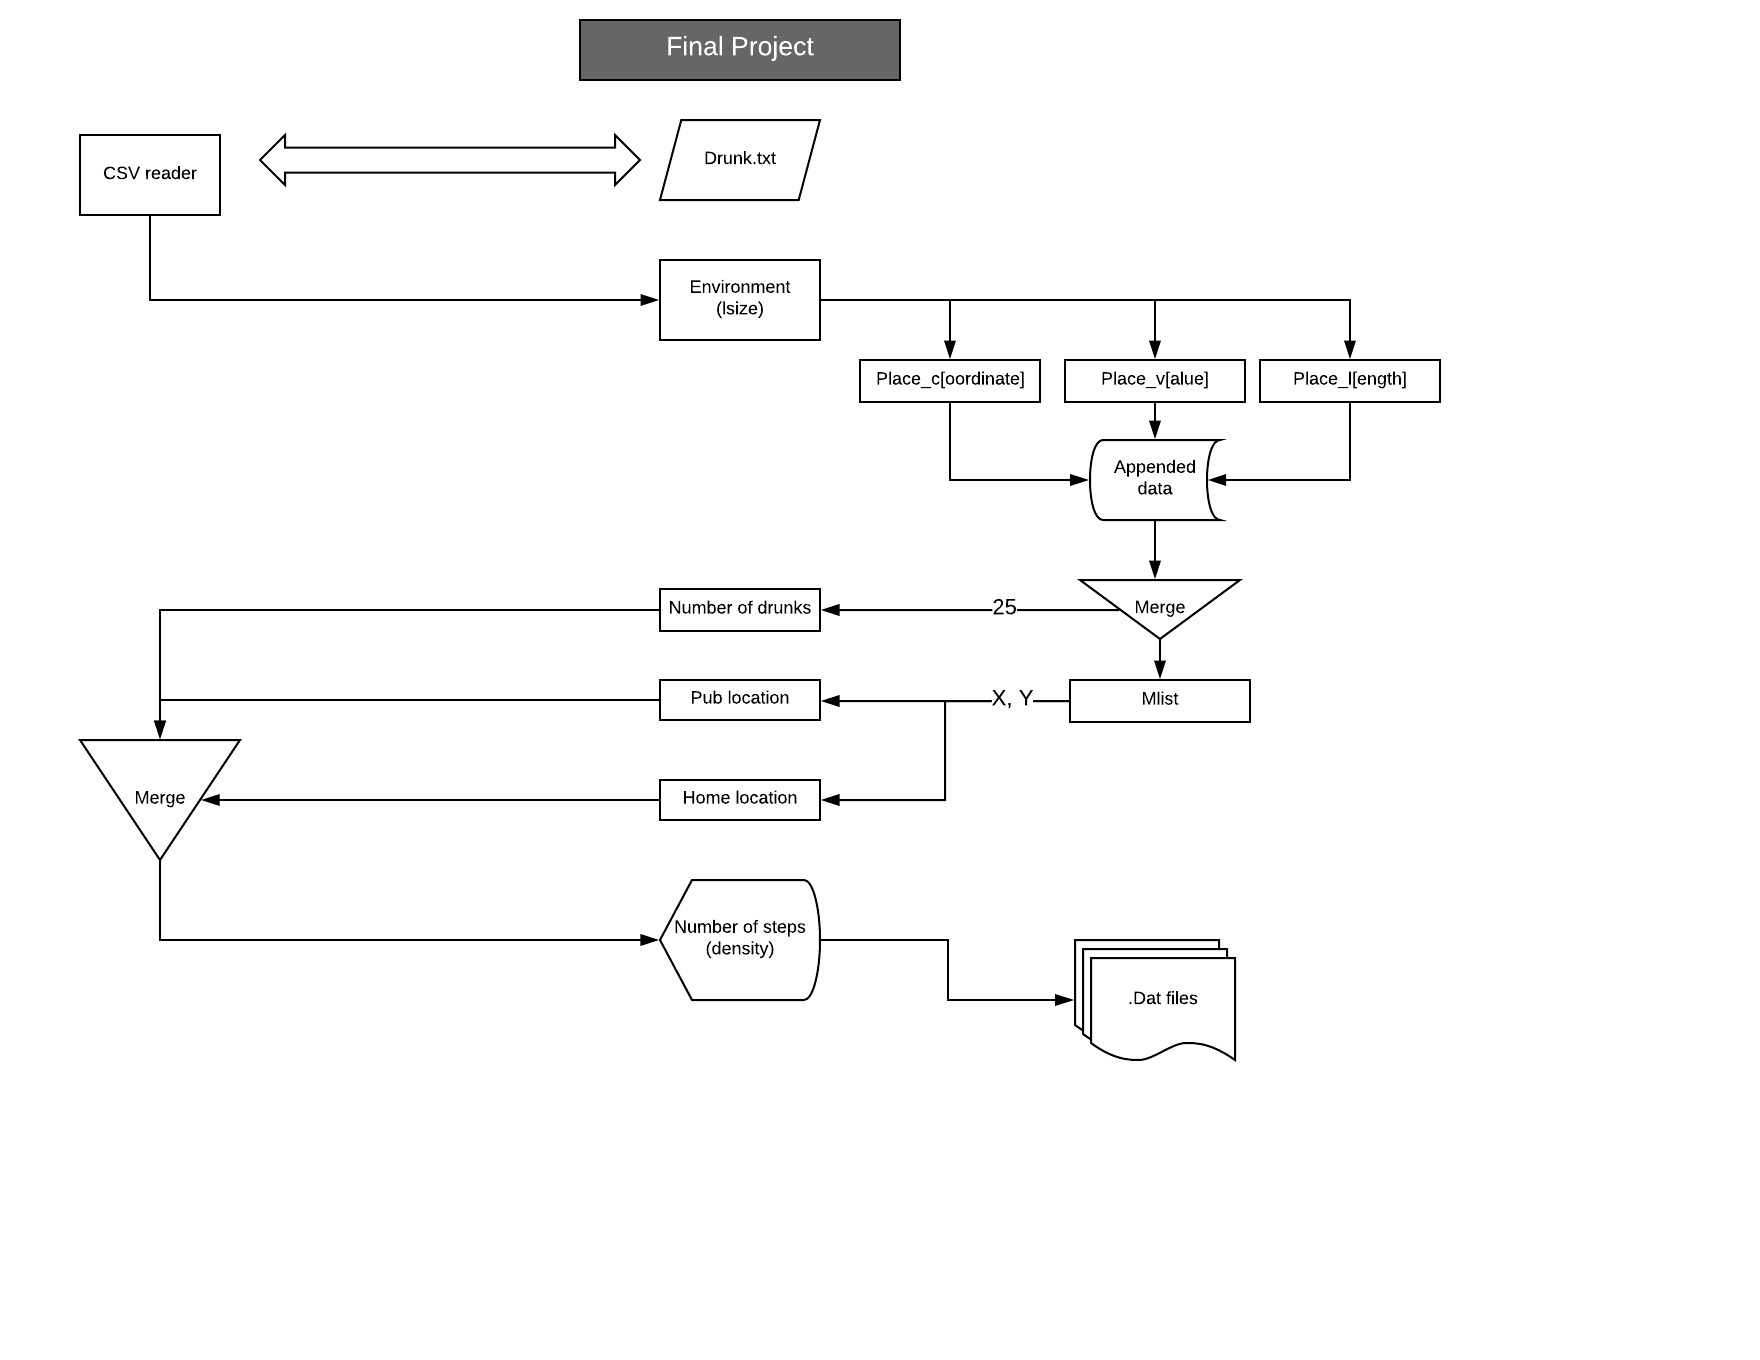 Final Project
CSV reader
Drunk.txt
Environment
(lsize)
Place_c[oordinate]
Place_v[alue]
Place_l[ength]
Appended
data
Number of drunks
25
Merge
Pub location
X, Y
Mlist
Merge
Home location
Number of steps
(density)
.Dat files